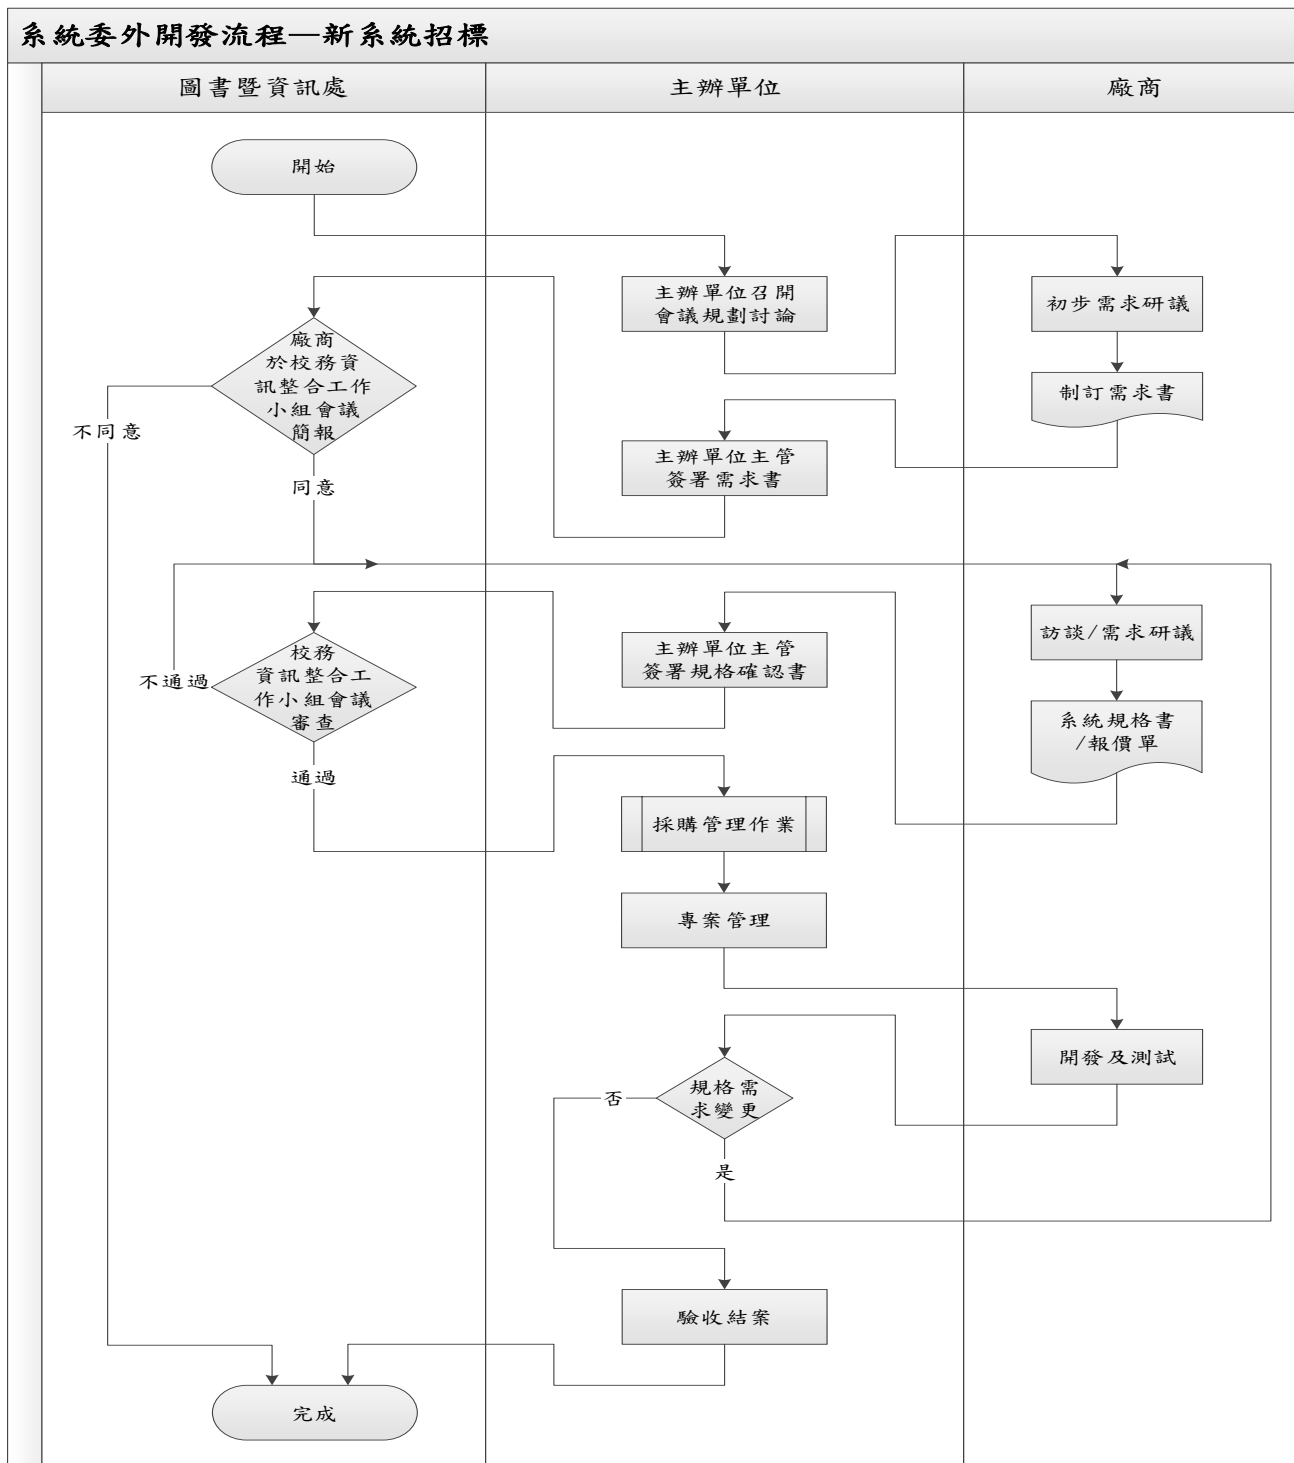 系統委外開發流程—新系統招標
圖書暨資訊處
主辦單位
廠商
開始
主辦單位召開
會議規劃討論
初步需求研議
廠商
於校務資
訊整合工作
小組會議
簡報
制訂需求書
不同意
主辦單位主管
簽署需求書
同意
訪談/需求研議
校務
資訊整合工
作小組會議
審查
不通過
主辦單位主管
簽署規格確認書
系統規格書
/報價單
通過
採購管理作業
專案管理
開發及測試
規格需
求變更
否
是
驗收結案
完成